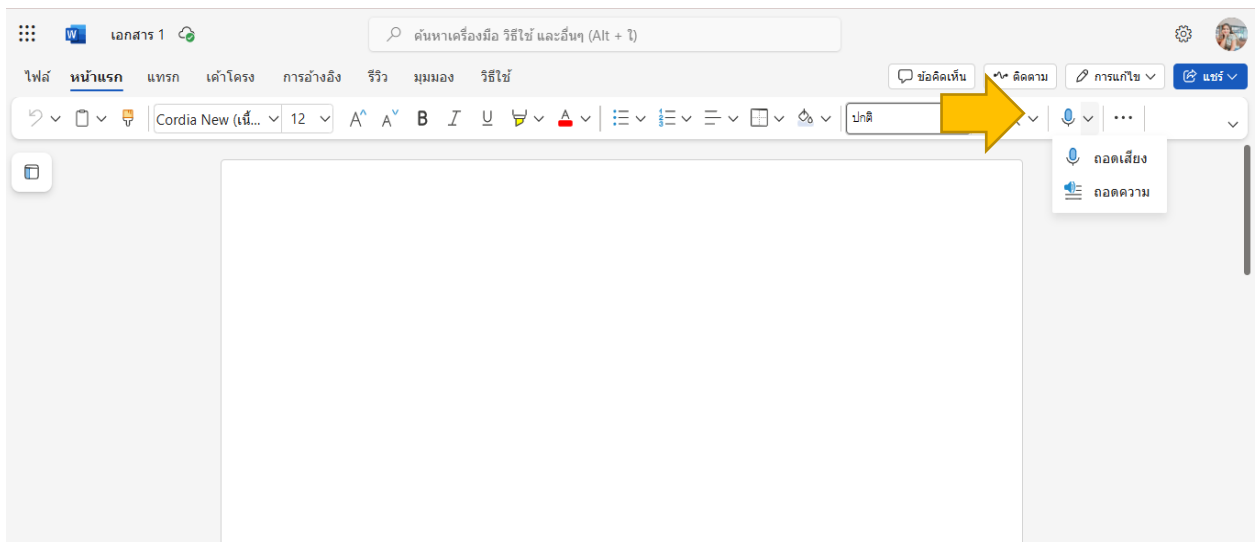 W เอกสาร 1 ค้นหาเครื่องมือ วิธีใช้ และอื่นๆ (Alt + ใ)
ไฟล์ หน้าแรก แทรก เค้าโครง การอ้างอิง รีวิว มุมมอง วิธีใช้ ข้อคิดเห็น ติดตาม การแก้ไข แชร์
Cordia New (เนื้... 12 A A B I U A ปกติ ...
ถอดเสียง
ถอดความ